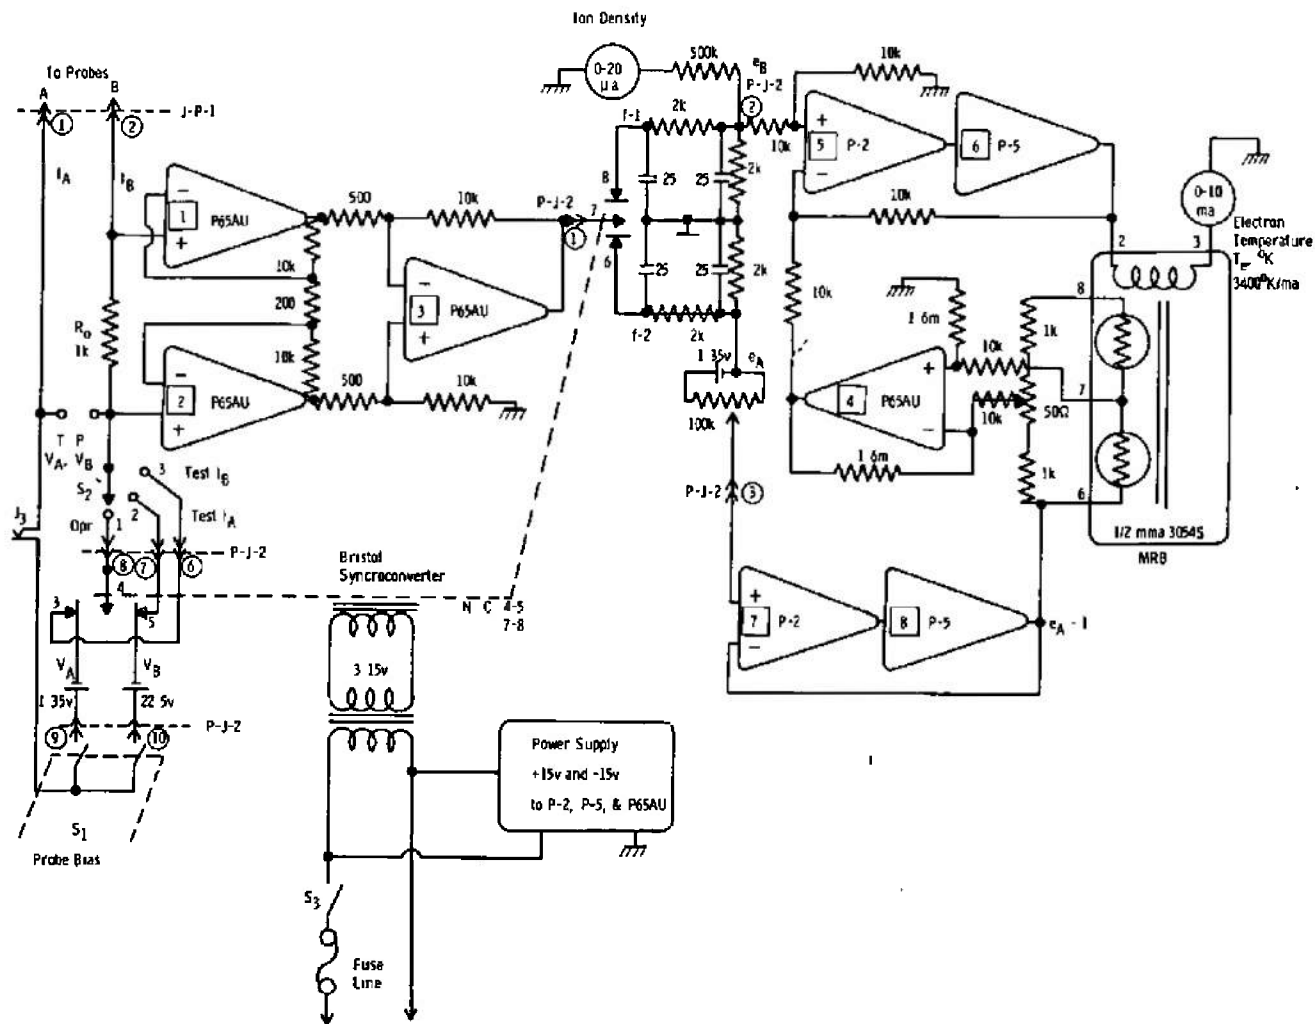 Ion Density
0-20
µa
500k
e_B
P-J-2
2
10k
To Probes
A
B
J-P-1
1
2
I_A
I_B
-
1
P65AU
+
500
10k
10k
200
10k
-
2
P65AU
+
500
10k
-
3
P65AU
+
P-J-2
1
7
R_o
1k
T P
V_A, V_B
S_2
3
Test I_B
2
Test I_A
Opr
1
J_3
P-J-2
8
7
6
3
4
5
V_A
V_B
1 35v
22 5v
P-J-2
9
10
S_1
Probe Bias
f-1
2k
8
25
25
2k
6
25
25
2k
f-2
2k
1 35v
e_A
100k
P-J-2
3
10k
+
5
P-2
-
6
P-5
10k
10k
1 6m
+
4
P65AU
-
10k
10k
50Ω
1 6m
1k
1k
8
7
6
2
3
0-10
ma
Electron
Temperature
T_E, °K
3400°K/ma
1/2 mma 3054S
MRB
+
7
P-2
-
8
P-5
e_A - 1
Bristol
Syncroconverter
N C 4-5
7-8
3 15v
Power Supply
+15v and -15v
to P-2, P-5, & P65AU
S_3
Fuse
Line